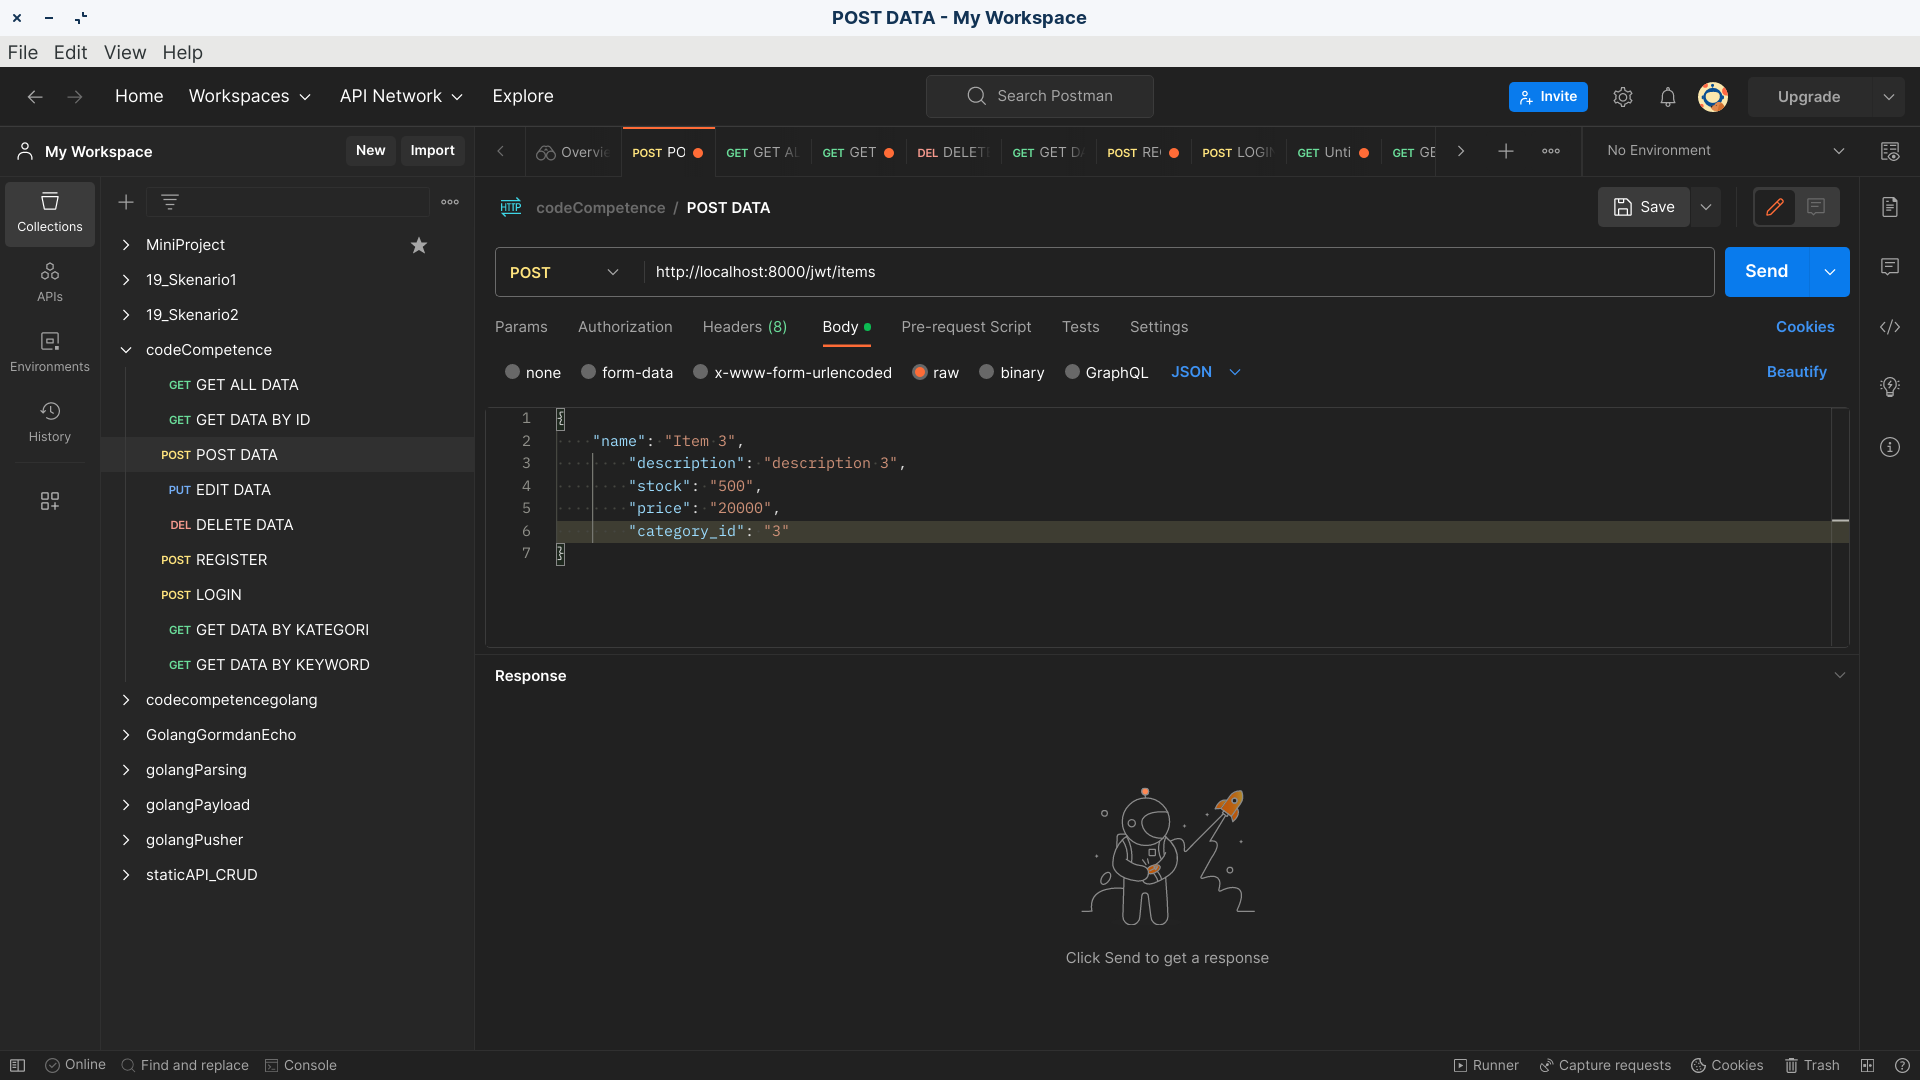 POST DATA - My Workspace
File Edit View Help
Home Workspaces API Network Explore
Search Postman
Invite
Upgrade
My Workspace
New Import
Overvie
POST PO
GET GET AL
GET GET
DEL DELET
GET GET DA
POST RE
POST LOGI
GET Unti
GET GE
No Environment
Collections
APIs
Environments
History
MiniProject
19_Skenario1
19_Skenario2
codeCompetence
GET GET ALL DATA
GET GET DATA BY ID
POST POST DATA
PUT EDIT DATA
DEL DELETE DATA
POST REGISTER
POST LOGIN
GET GET DATA BY KATEGORI
GET GET DATA BY KEYWORD
codecompetencegolang
GolangGormdanEcho
golangParsing
golangPayload
golangPusher
staticAPI_CRUD
HTTP codeCompetence / POST DATA
Save
POST http://localhost:8000/jwt/items
Send
Params Authorization Headers (8) Body Pre-request Script Tests Settings
Cookies
none form-data x-www-form-urlencoded raw binary GraphQL JSON
Beautify
1 {
2 "name": "Item 3",
3 "description": "description 3",
4 "stock": "500",
5 "price": "20000",
6 "category_id": "3"
7 }
Response
Click Send to get a response
Online Find and replace Console
Runner Capture requests Cookies Trash